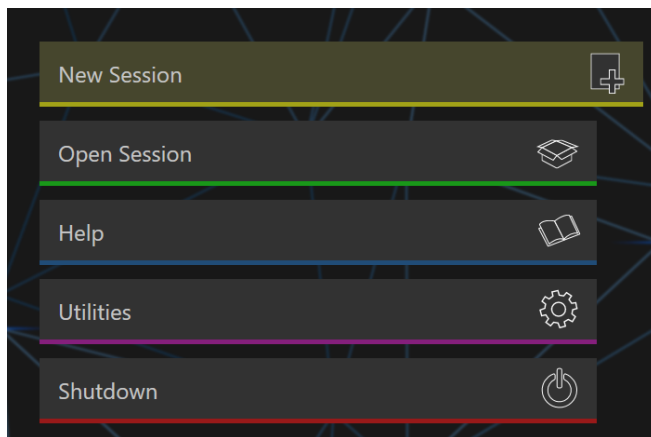 New Session
Open Session
Help
Utilities
Shutdown